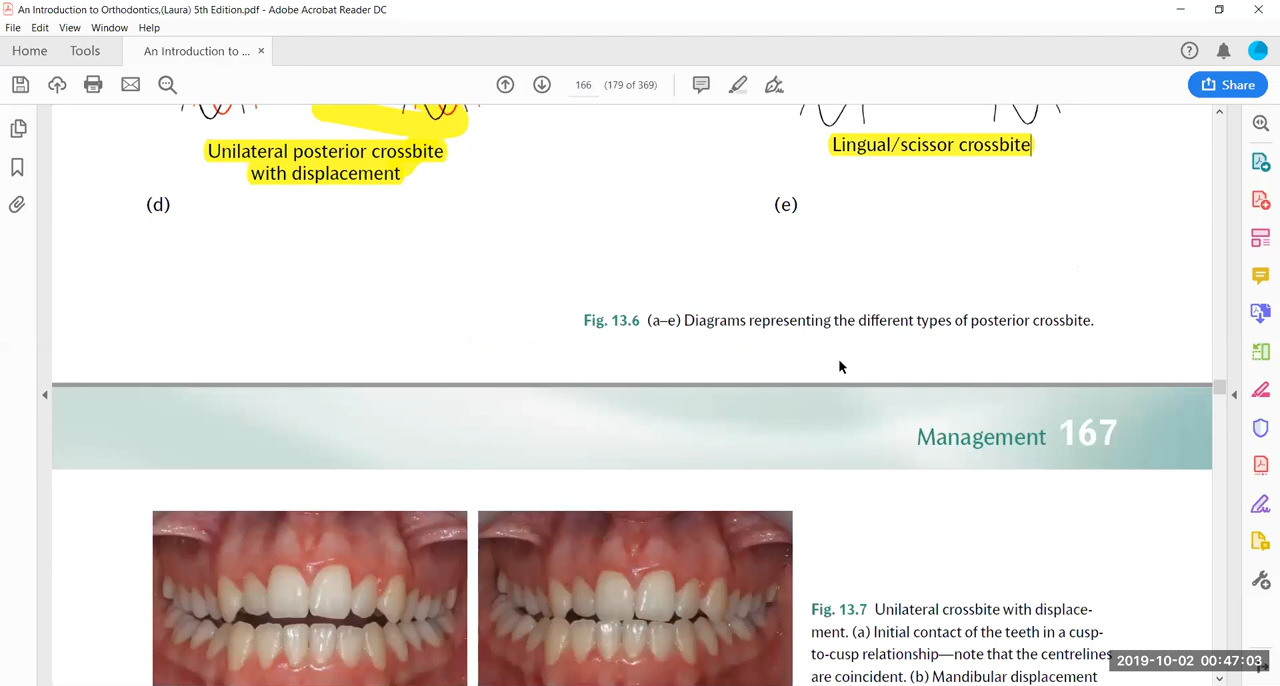 An Introduction to Orthodontics,(Laura) 5th Edition.pdf - Adobe Acrobat Reader DC
File Edit View Window Help
Home Tools An Introduction to ... ×
166 (179 of 369)
Share
Unilateral posterior crossbite
with displacement
Lingual/scissor crossbite
(d)
(e)
Fig. 13.6 (a–e) Diagrams representing the different types of posterior crossbite.
Management 167
Fig. 13.7 Unilateral crossbite with displace-
ment. (a) Initial contact of the teeth in a cusp-
to-cusp relationship—note that the centrelines
are coincident. (b) Mandibular displacement
2019-10-02 00:47:03